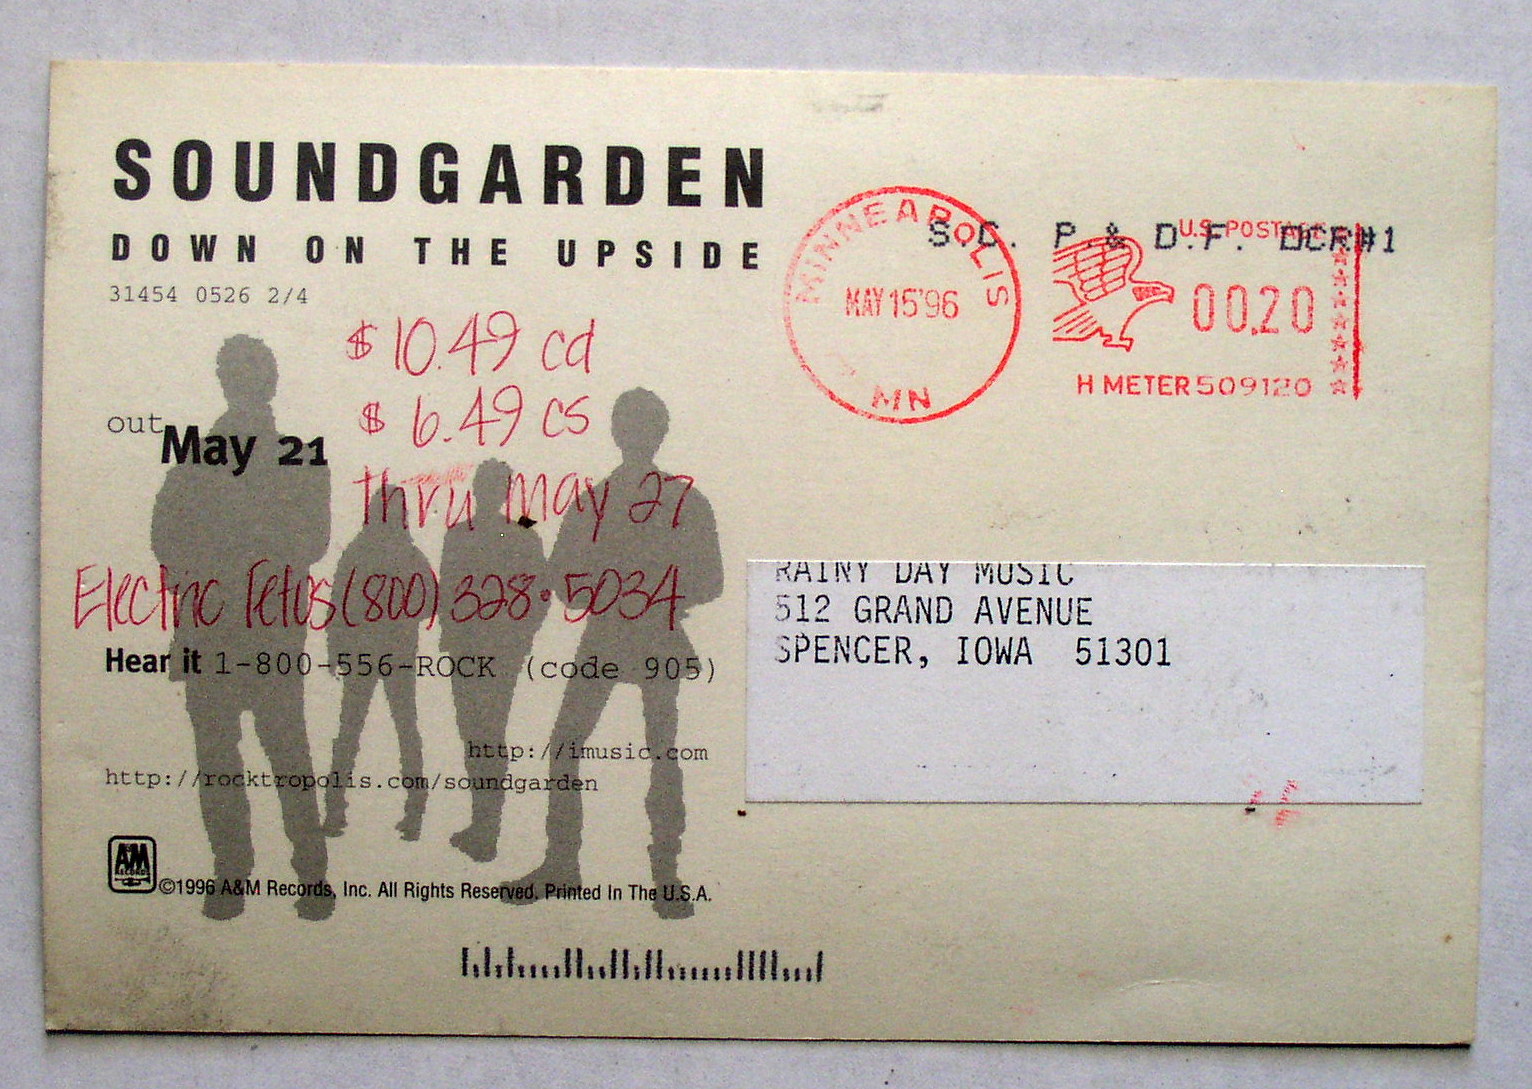 SOUNDGARDEN
DOWN ON THE UPSIDE
31454 0526 2/4
$10.49 cd
$6.49 cs
out May 21
thru May 27
Electric Fetus (800) 328·5034
Hear it 1-800-556-ROCK (code 905)
http://imusic.com
http://rocktropolis.com/soundgarden
A&M
RECORDS
©1996 A&M Records, Inc. All Rights Reserved. Printed In The U.S.A.
MINNEAPOLIS
MAY 15'96
MN
S.C. P & D.F. DCR#1
U.S. POSTAGE
00.20
H METER 509120
RAINY DAY MUSIC
512 GRAND AVENUE
SPENCER, IOWA 51301